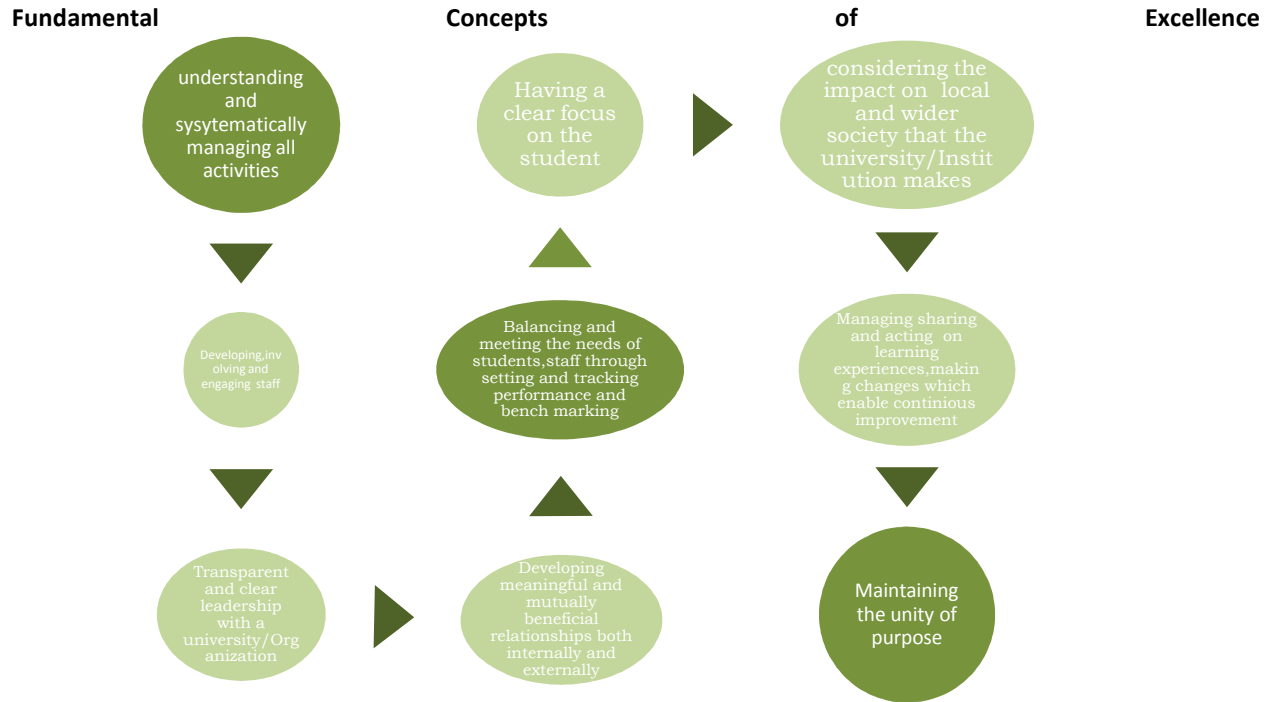 Fundamental Concepts of Excellence
understanding
and
sysytematically
managing all
activities
Developing,inv
olving and
engaging staff
Transparent
and clear
leadership
with a
university/Org
anization
Developing
meaningful and
mutually
beneficial
relationships both
internally and
externally
Balancing and
meeting the needs of
students,staff through
setting and tracking
performance and
bench marking
Having a
clear focus
on the
student
considering the
impact on local
and wider
society that the
university/Instit
ution makes
Managing sharing
and acting on
learning
experiences,makin
g changes which
enable continious
improvement
Maintaining
the unity of
purpose